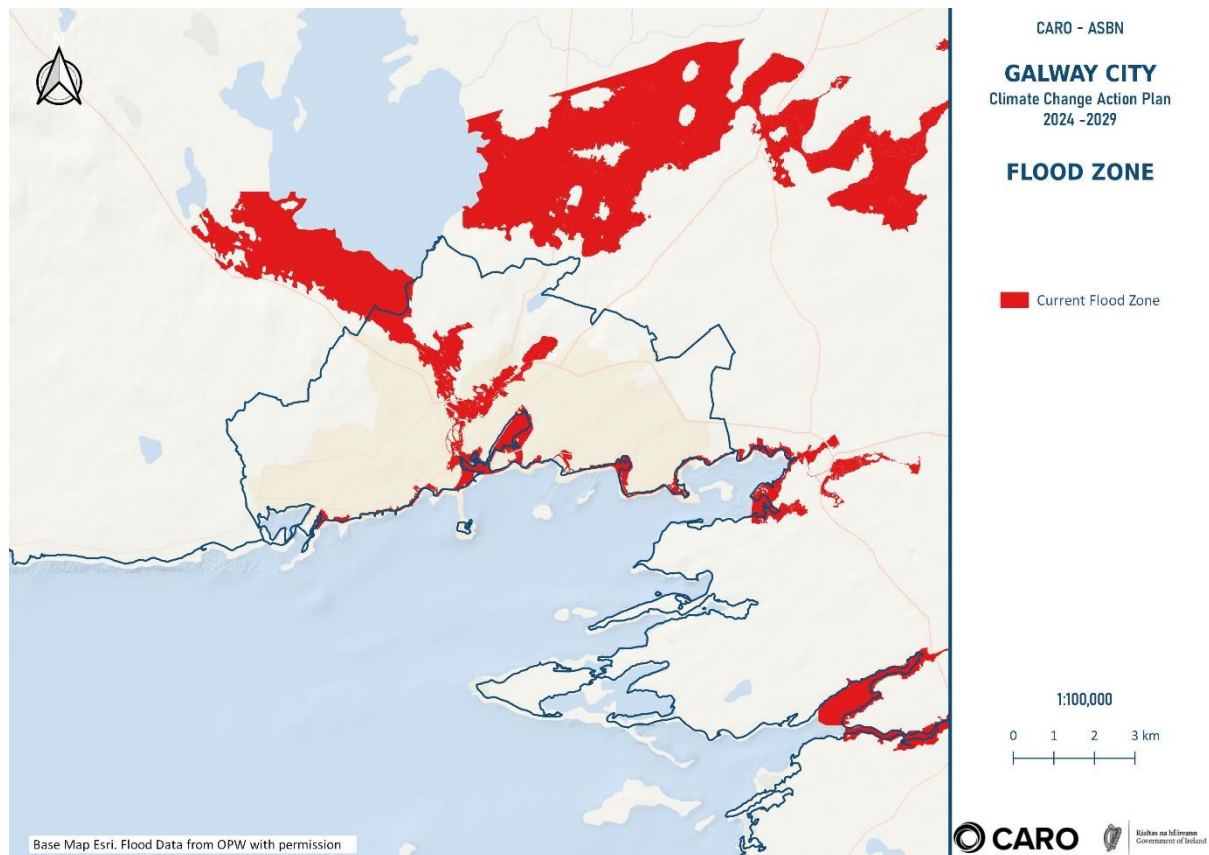 CARO - ASBN
GALWAY CITY
Climate Change Action Plan
2024 -2029
FLOOD ZONE
Current Flood Zone
1:100,000
0 1 2 3 km
Base Map Esri. Flood Data from OPW with permission
CARO
Rialtas na hÉireann
Government of Ireland